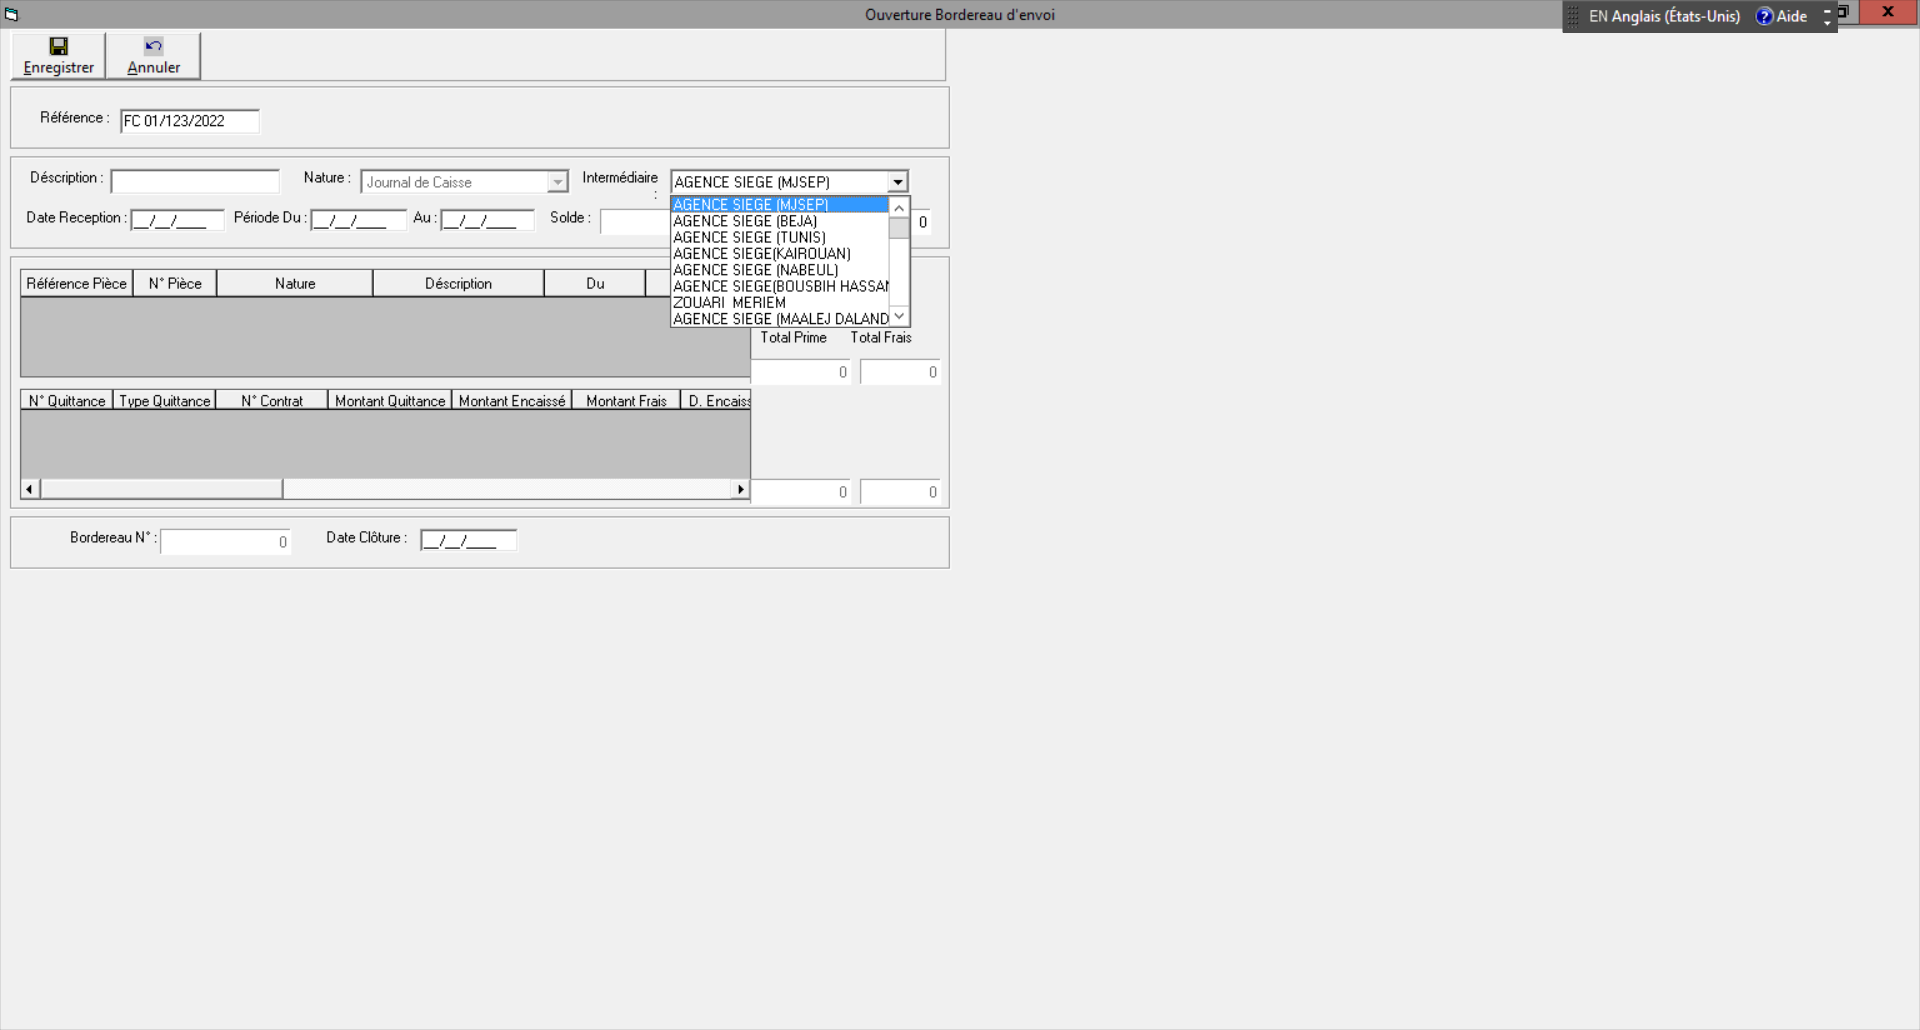 Ouverture Bordereau d'envoi
EN Anglais (États-Unis) ? Aide
Enregistrer Annuler
Référence : FC 01/123/2022
Déscription : Nature : Journal de Caisse Intermédiaire : AGENCE SIEGE (MJSEP)
Date Reception : __/__/____ Période Du : __/__/____ Au : __/__/____ Solde : 0
AGENCE SIEGE (MJSEP)
AGENCE SIEGE (BEJA)
AGENCE SIEGE (TUNIS)
AGENCE SIEGE(KAIROUAN)
AGENCE SIEGE (NABEUL)
AGENCE SIEGE(BOUSBIH HASSAN
ZOUARI MERIEM
AGENCE SIEGE (MAALEJ DALAND
Référence Pièce N° Pièce Nature Déscription Du
Total Prime Total Frais
0 0
N° Quittance Type Quittance N° Contrat Montant Quittance Montant Encaissé Montant Frais D. Encaiss
0 0
Bordereau N° : 0 Date Clôture : __/__/____